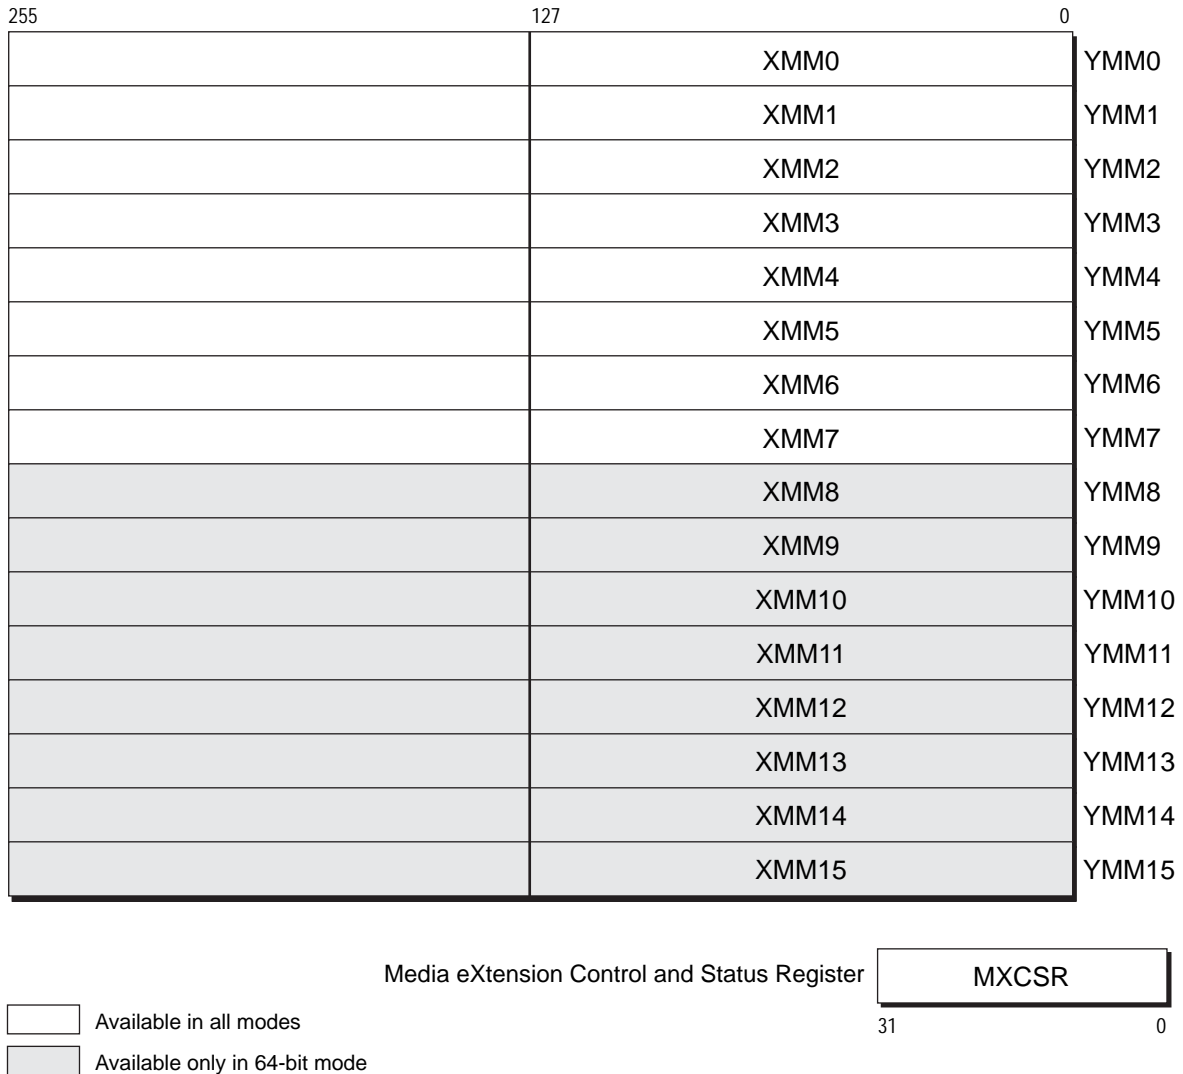 255 127 0
XMM0 YMM0
XMM1 YMM1
XMM2 YMM2
XMM3 YMM3
XMM4 YMM4
XMM5 YMM5
XMM6 YMM6
XMM7 YMM7
XMM8 YMM8
XMM9 YMM9
XMM10 YMM10
XMM11 YMM11
XMM12 YMM12
XMM13 YMM13
XMM14 YMM14
XMM15 YMM15
Media eXtension Control and Status Register MXCSR
31 0
Available in all modes
Available only in 64-bit mode